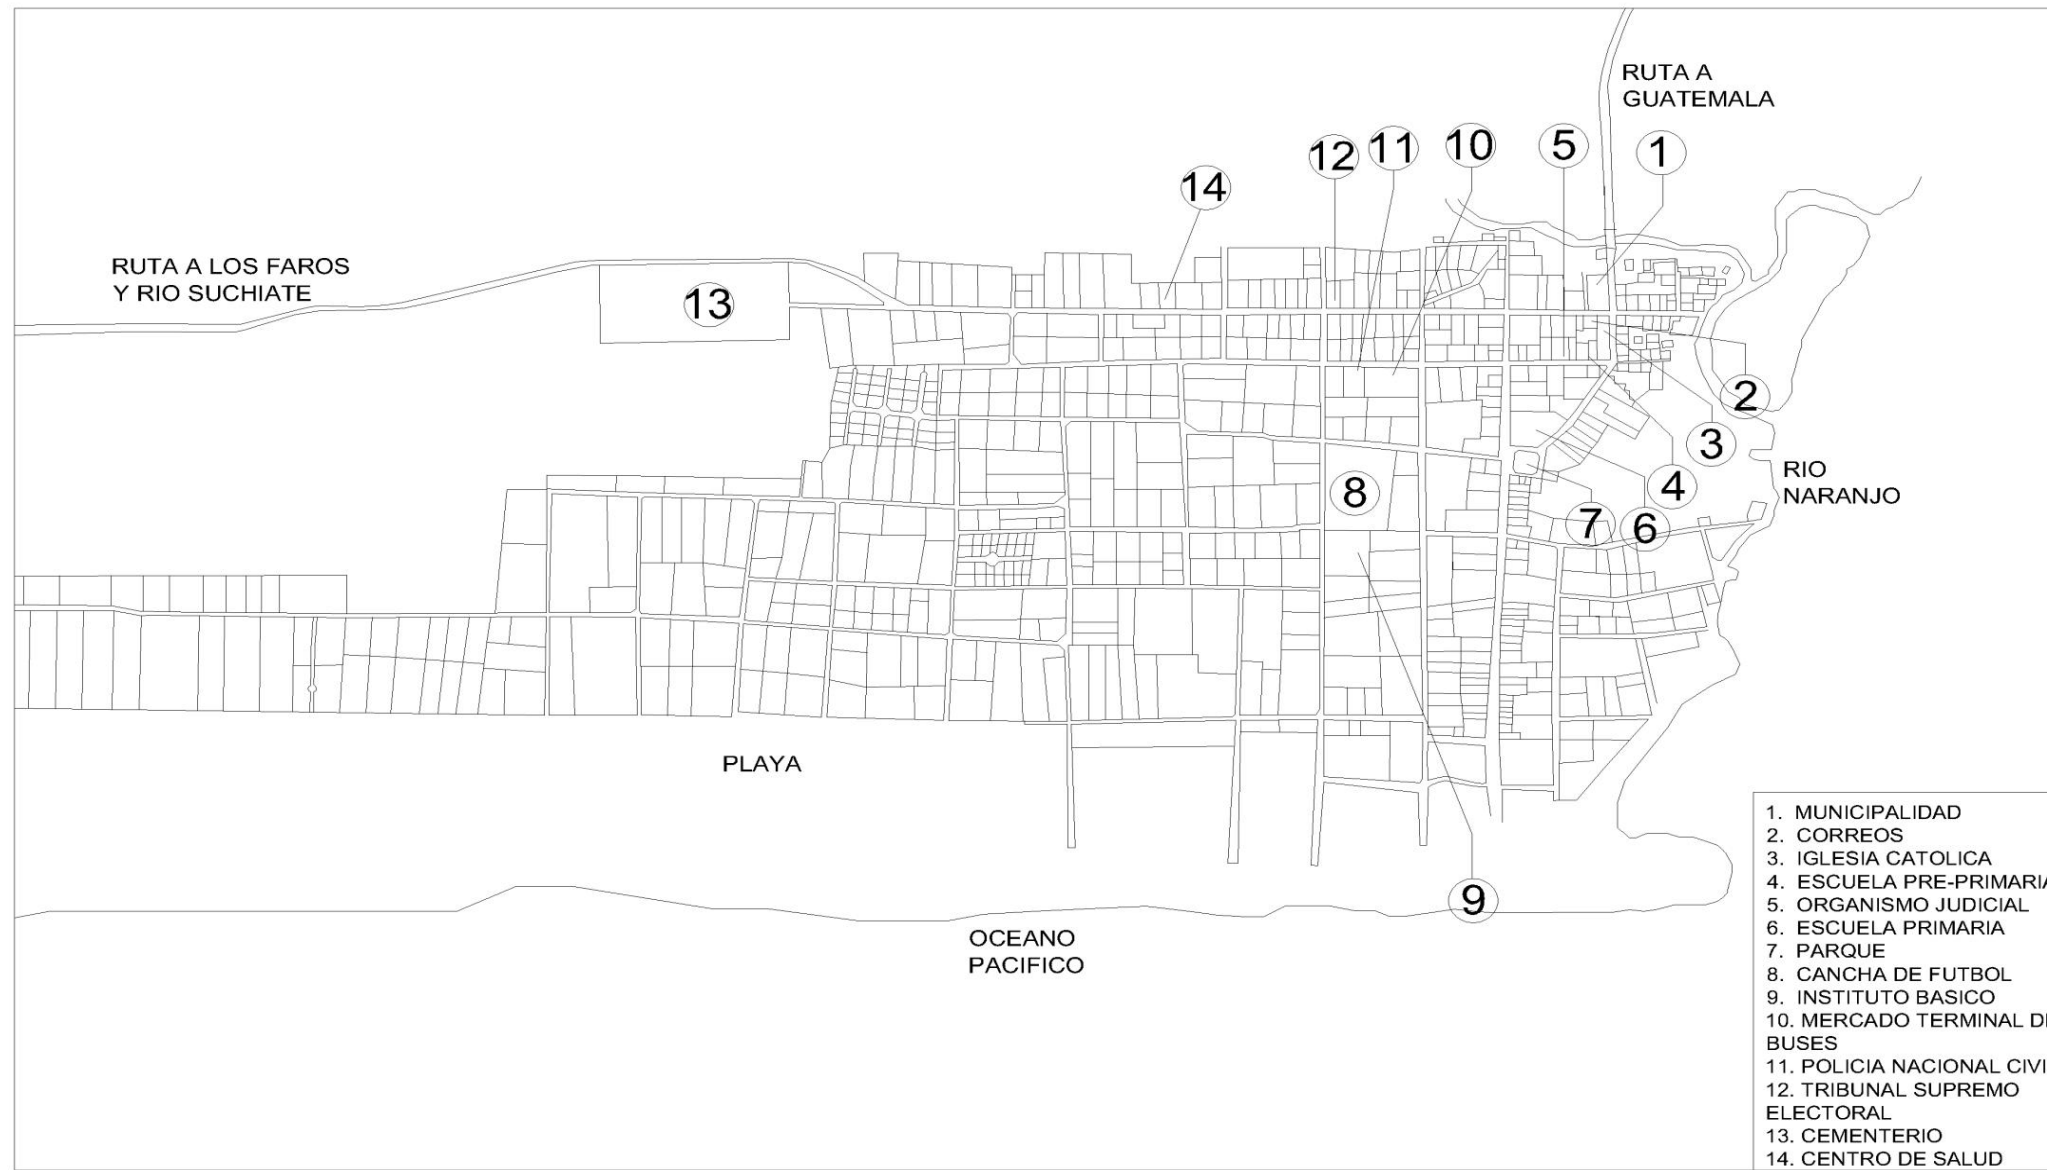 RUTA A
GUATEMALA
12
11
10
5
1
14
RUTA A LOS FAROS
Y RIO SUCHIATE
13
2
3
4
RIO
NARANJO
8
7
6
PLAYA
9
OCEANO
PACIFICO
1. MUNICIPALIDAD
2. CORREOS
3. IGLESIA CATOLICA
4. ESCUELA PRE-PRIMARIA
5. ORGANISMO JUDICIAL
6. ESCUELA PRIMARIA
7. PARQUE
8. CANCHA DE FUTBOL
9. INSTITUTO BASICO
10. MERCADO TERMINAL DE
BUSES
11. POLICIA NACIONAL CIVI
12. TRIBUNAL SUPREMO
ELECTORAL
13. CEMENTERIO
14. CENTRO DE SALUD